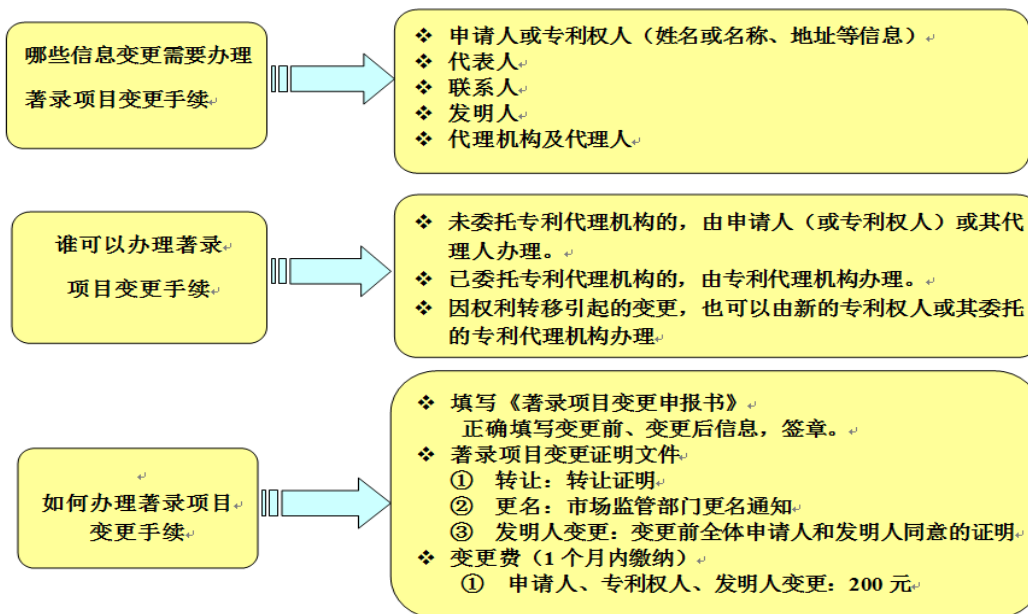 哪些信息变更需要办理
著录项目变更手续
❖ 申请人或专利权人（姓名或名称、地址等信息）
❖ 代表人
❖ 联系人
❖ 发明人
❖ 代理机构及代理人
谁可以办理著录
项目变更手续
❖ 未委托专利代理机构的，由申请人（或专利权人）或其代
理人办理。
❖ 已委托专利代理机构的，由专利代理机构办理。
❖ 因权利转移引起的变更，也可以由新的专利权人或其委托
的专利代理机构办理
如何办理著录项目
变更手续
❖ 填写《著录项目变更申报书》
正确填写变更前、变更后信息，签章。
❖ 著录项目变更证明文件
① 转让：转让证明
② 更名：市场监管部门更名通知
③ 发明人变更：变更前全体申请人和发明人同意的证明
❖ 变更费（1 个月内缴纳）
① 申请人、专利权人、发明人变更：200 元